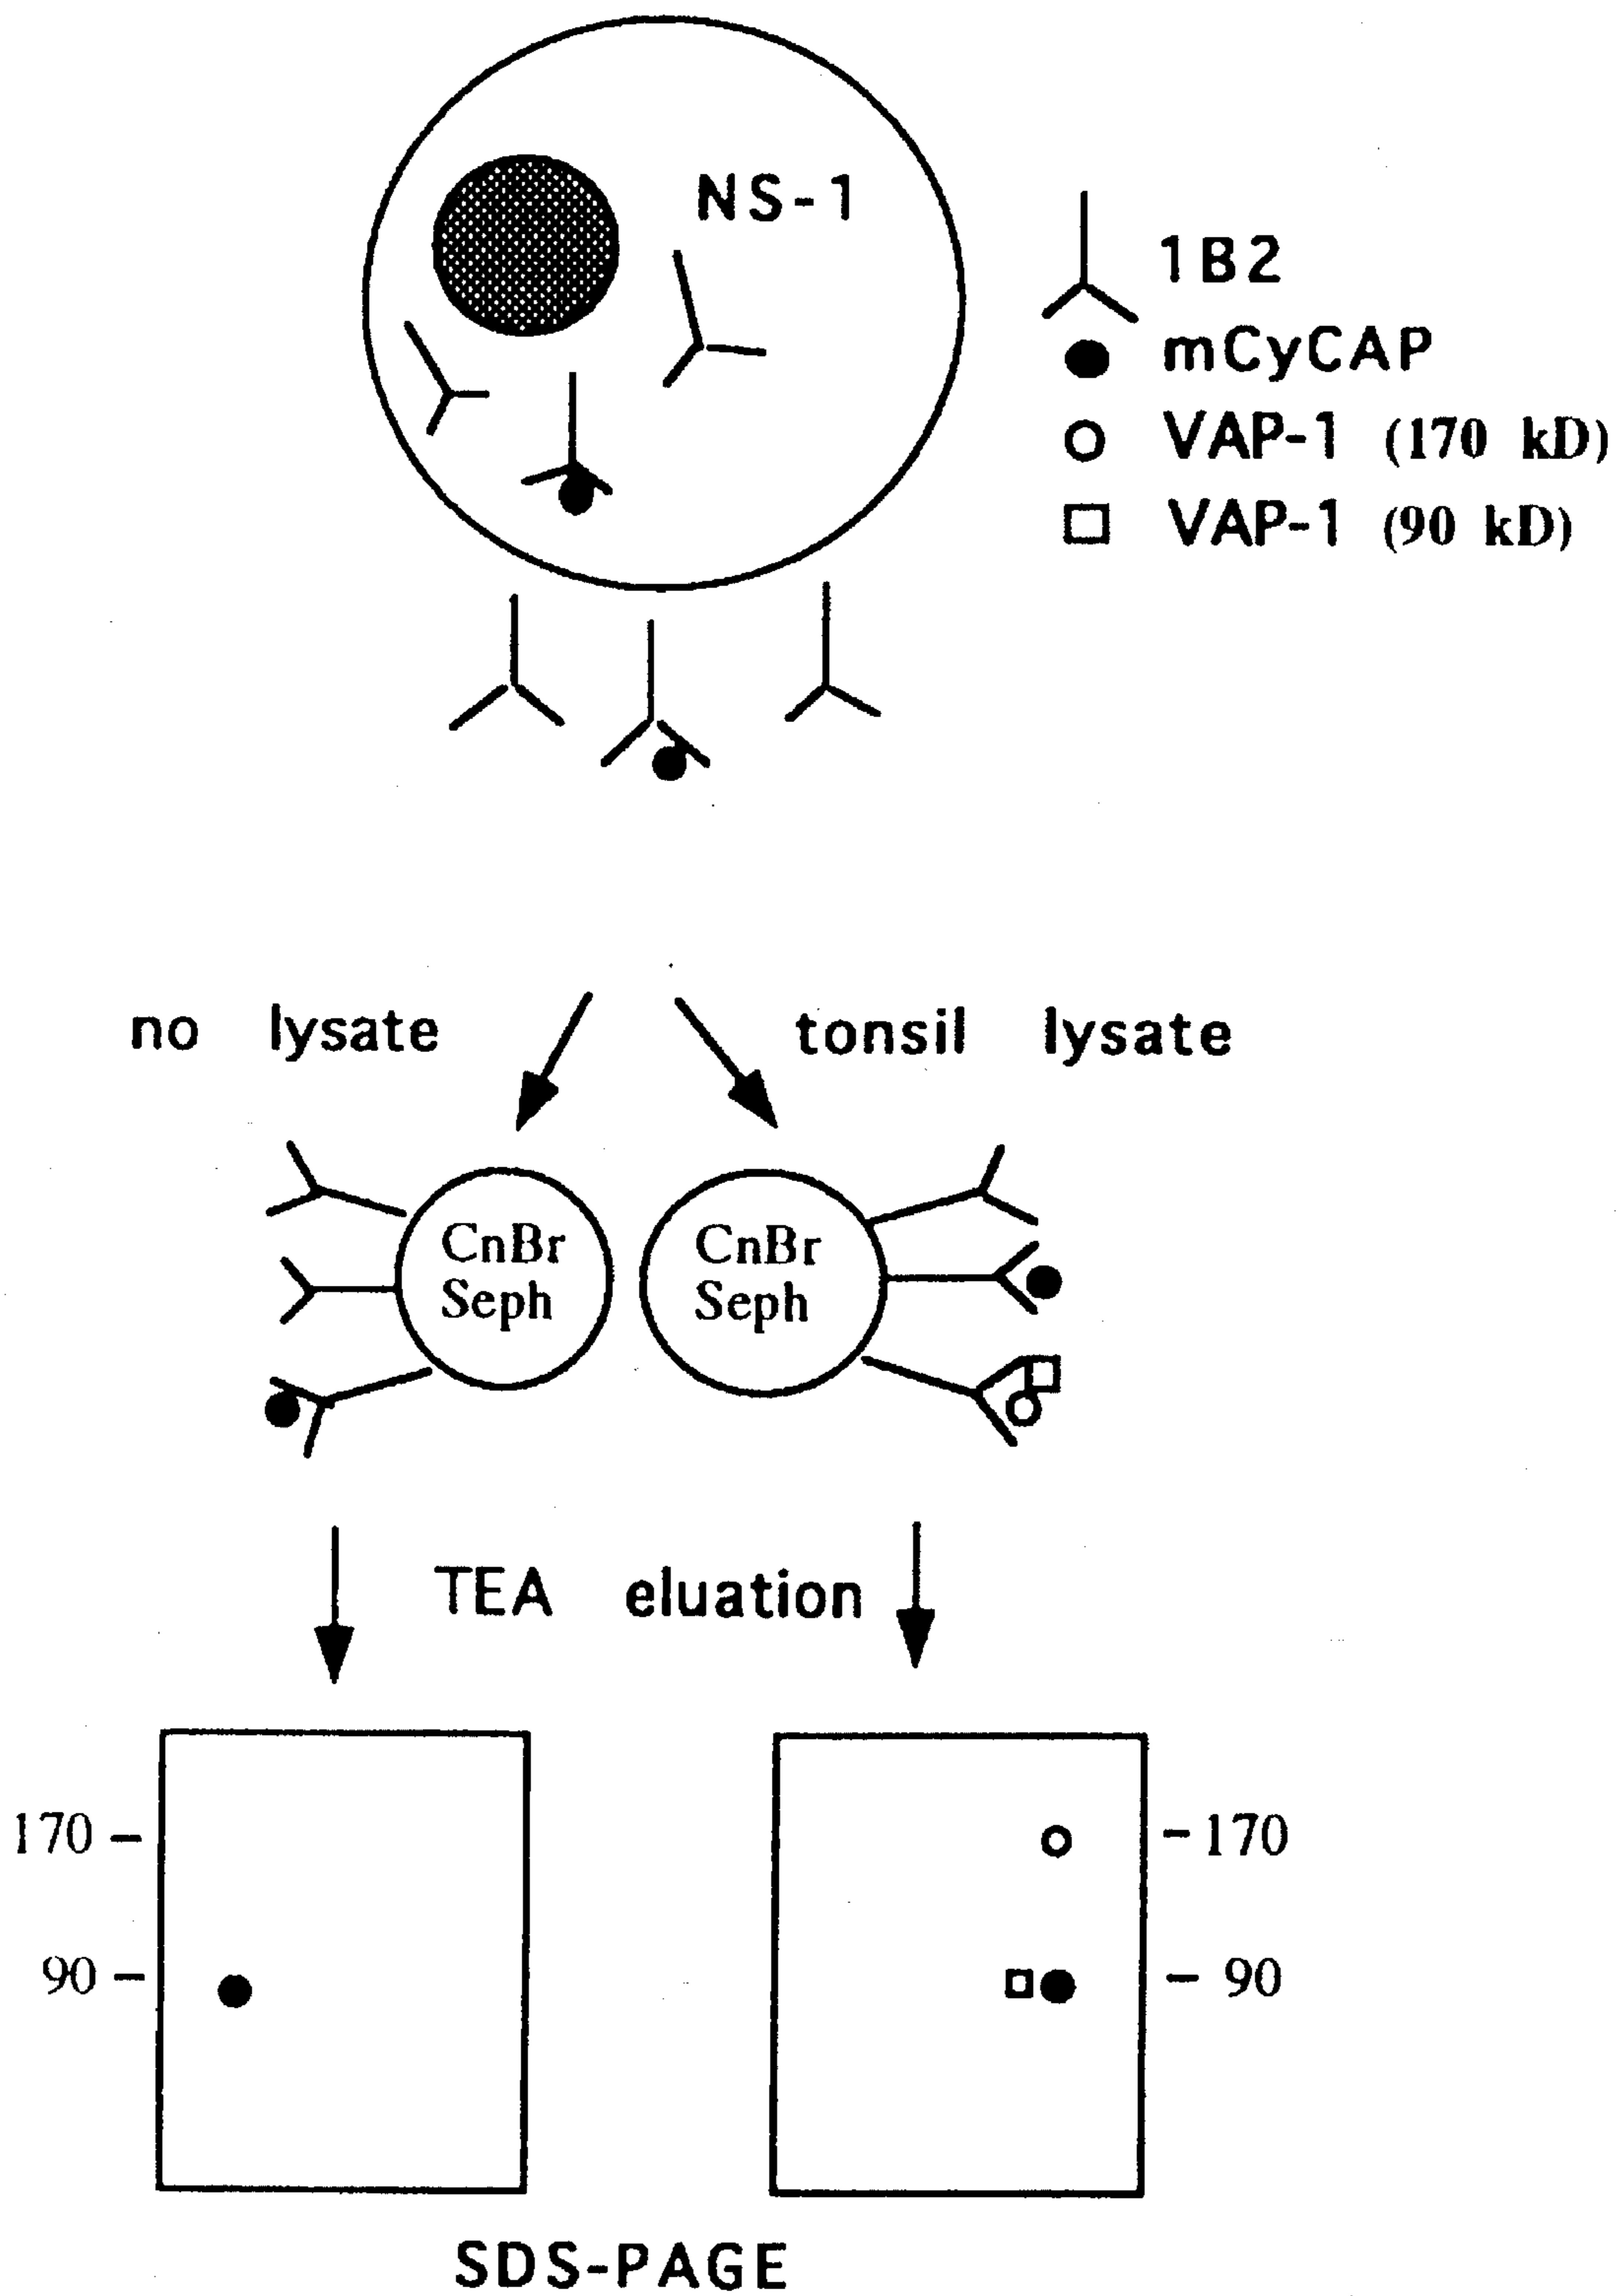 NS-1
1B2
mCyCAP
VAP-1 (170 kD)
VAP-1 (90 kD)
no lysate
tonsil lysate
CnBr
Seph
CnBr
Seph
TEA eluation
170
170
90
90
SDS-PAGE